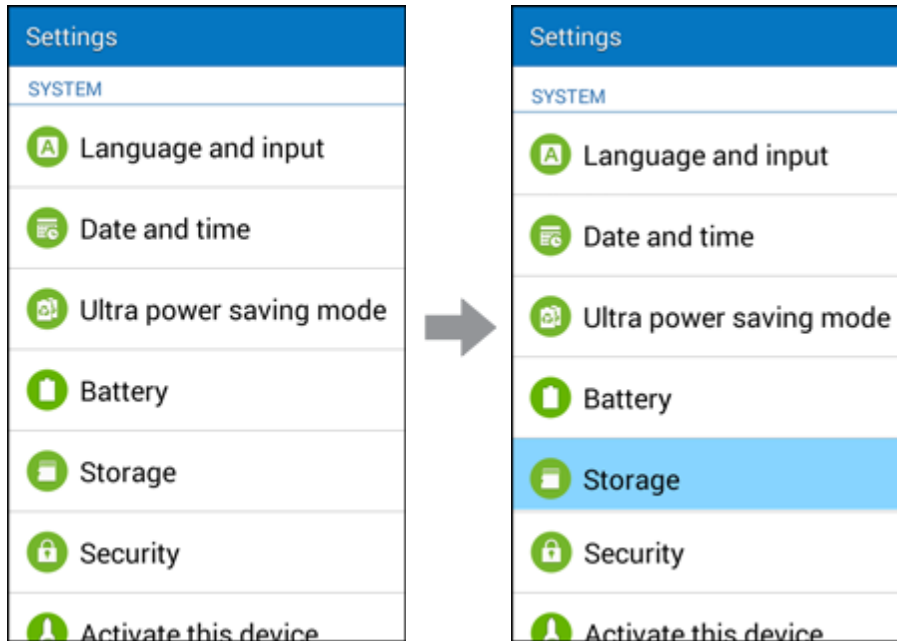 Settings
SYSTEM
A Language and input
Date and time
Ultra power saving mode
Battery
Storage
Security
Activate this device
Settings
SYSTEM
A Language and input
Date and time
Ultra power saving mode
Battery
Storage
Security
Activate this device